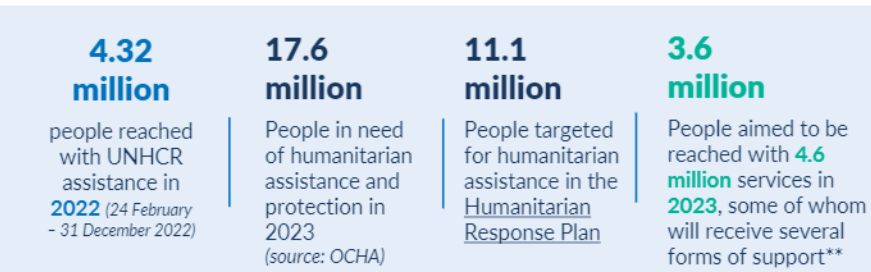 4.32
million
people reached
with UNHCR
assistance in
2022 (24 February
– 31 December 2022)
17.6
million
People in need
of humanitarian
assistance and
protection in
2023
(source: OCHA)
11.1
million
People targeted
for humanitarian
assistance in the
Humanitarian
Response Plan
3.6
million
People aimed to be
reached with 4.6
million services in
2023, some of whom
will receive several
forms of support**